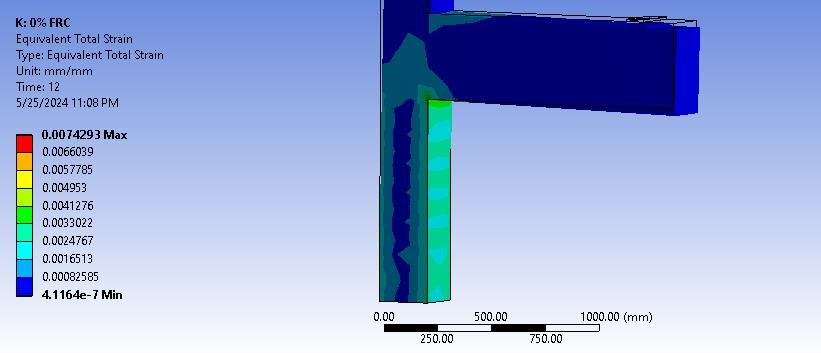 K: 0% FRC
Equivalent Total Strain
Type: Equivalent Total Strain
Unit: mm/mm
Time: 12
5/25/2024 11:08 PM
0.0074293 Max
0.0066039
0.0057785
0.004953
0.0041276
0.0033022
0.0024767
0.0016513
0.00082585
4.1164e-7 Min
0.00 500.00 1000.00 (mm)
250.00 750.00